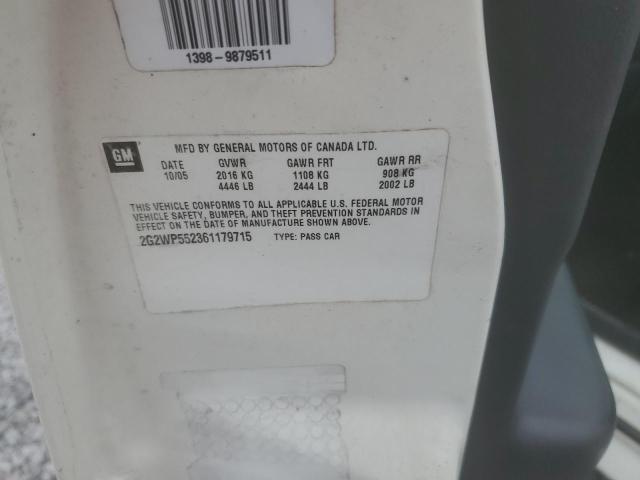 1398 - 9879511
GM MFD BY GENERAL MOTORS OF CANADA LTD.
DATE GVWR GAWR FRT GAWR RR
10/05 2016 KG 1108 KG 908 KG
4446 LB 2444 LB 2002 LB
THIS VEHICLE CONFORMS TO ALL APPLICABLE U.S. FEDERAL MOTOR
VEHICLE SAFETY, BUMPER, AND THEFT PREVENTION STANDARDS IN
EFFECT ON THE DATE OF MANUFACTURE SHOWN ABOVE.
2G2WP552361179715 TYPE: PASS CAR